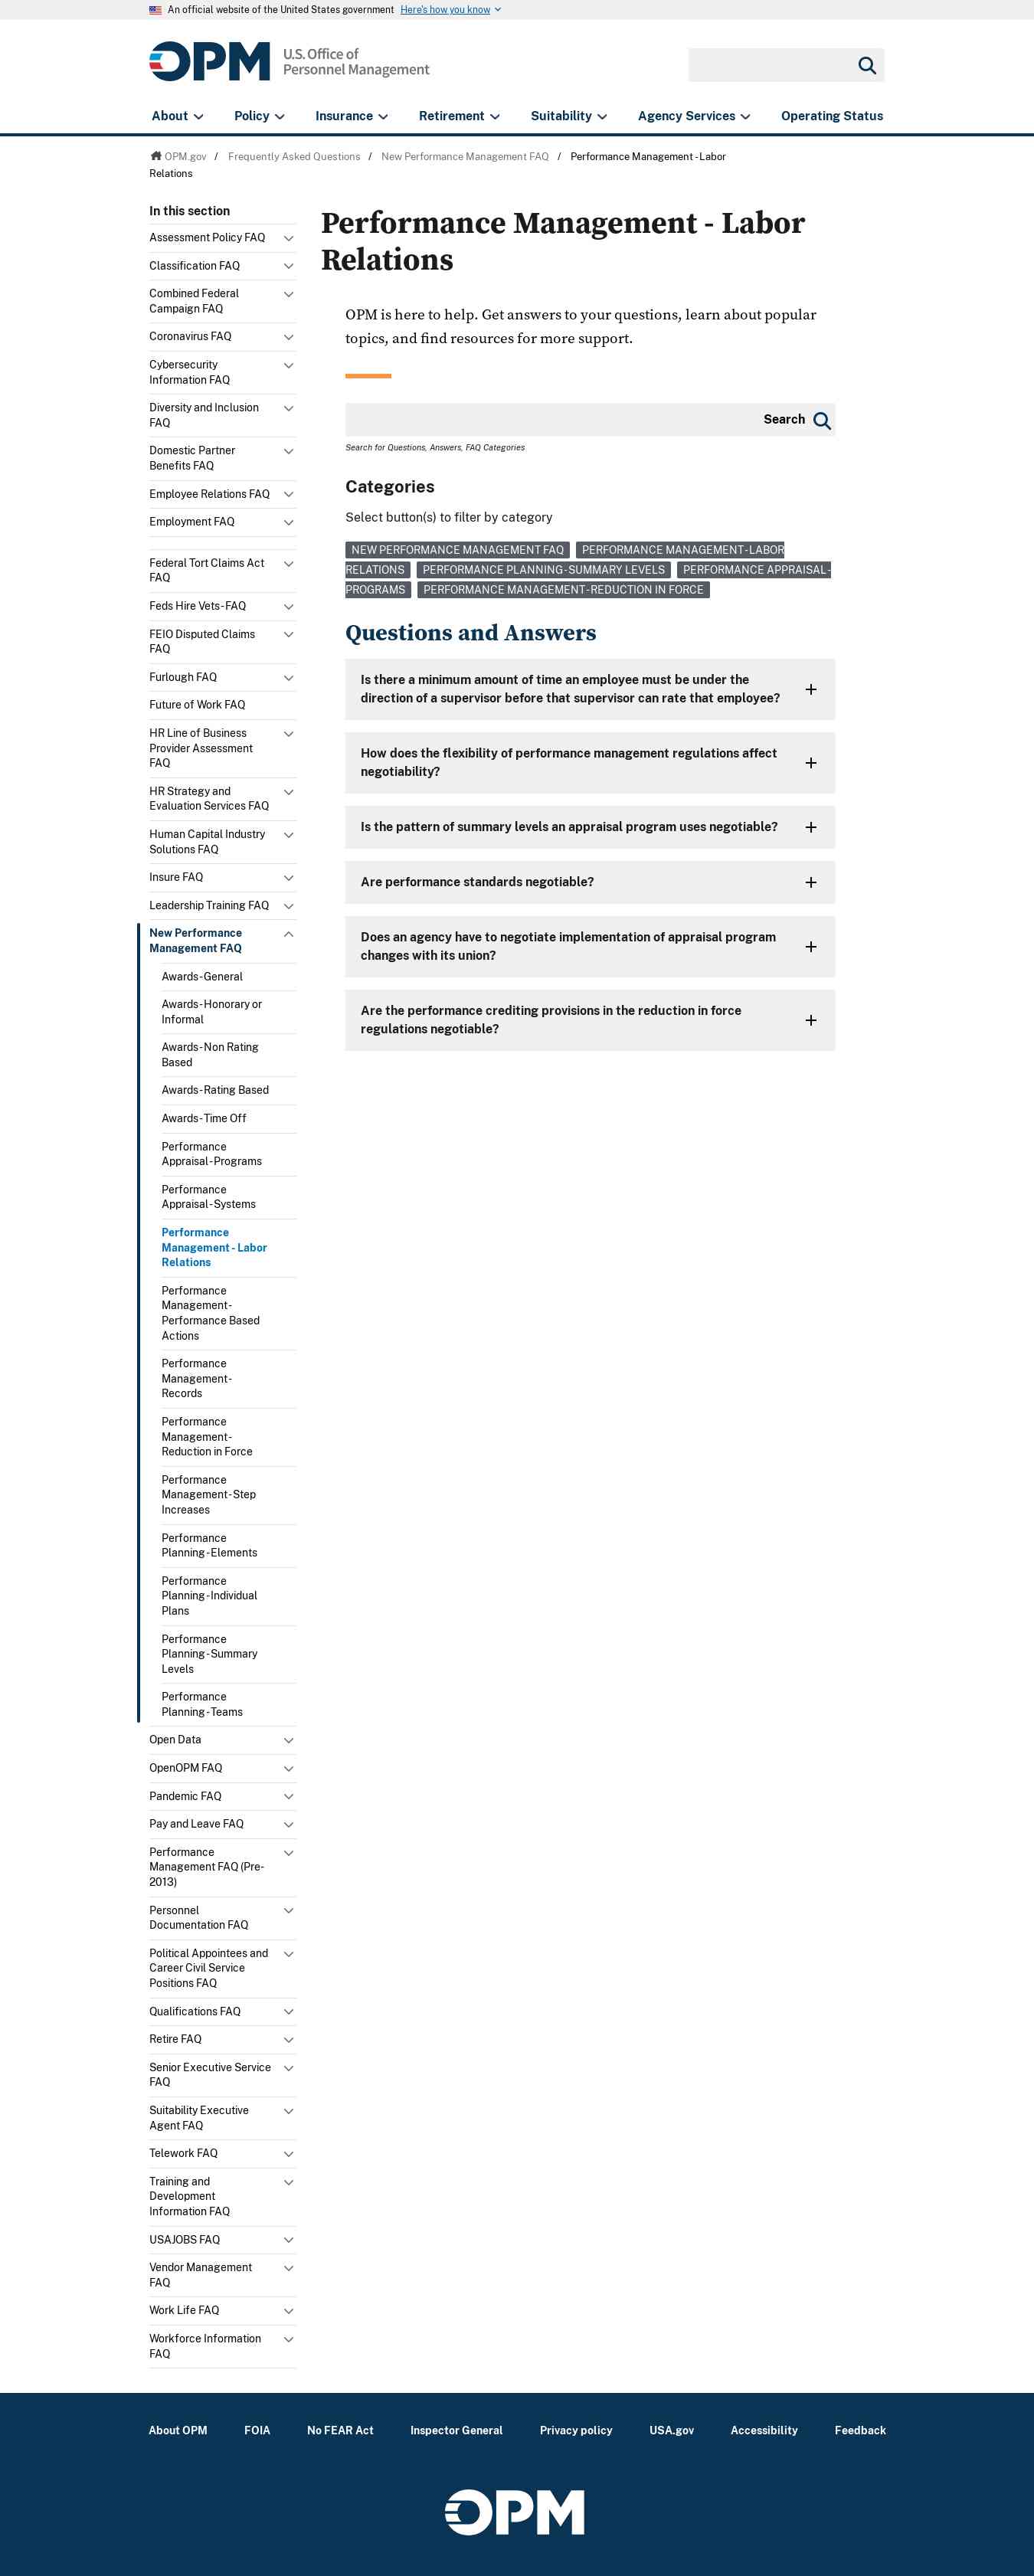 An official website of the United States government Here's how you know
OPM U.S. Office of
Personnel Management
About Policy Insurance Retirement Suitability Agency Services Operating Status
OPM.gov / Frequently Asked Questions / New Performance Management FAQ / Performance Management - Labor
Relations
In this section
Assessment Policy FAQ
Classification FAQ
Combined Federal
Campaign FAQ
Coronavirus FAQ
Cybersecurity
Information FAQ
Diversity and Inclusion
FAQ
Domestic Partner
Benefits FAQ
Employee Relations FAQ
Employment FAQ
Federal Tort Claims Act
FAQ
Feds Hire Vets - FAQ
FEIO Disputed Claims
FAQ
Furlough FAQ
Future of Work FAQ
HR Line of Business
Provider Assessment
FAQ
HR Strategy and
Evaluation Services FAQ
Human Capital Industry
Solutions FAQ
Insure FAQ
Leadership Training FAQ
New Performance
Management FAQ
Awards - General
Awards - Honorary or
Informal
Awards - Non Rating
Based
Awards - Rating Based
Awards - Time Off
Performance
Appraisal - Programs
Performance
Appraisal - Systems
Performance
Management - Labor
Relations
Performance
Management -
Performance Based
Actions
Performance
Management -
Records
Performance
Management -
Reduction in Force
Performance
Management - Step
Increases
Performance
Planning - Elements
Performance
Planning - Individual
Plans
Performance
Planning - Summary
Levels
Performance
Planning - Teams
Open Data
OpenOPM FAQ
Pandemic FAQ
Pay and Leave FAQ
Performance
Management FAQ (Pre-
2013)
Personnel
Documentation FAQ
Political Appointees and
Career Civil Service
Positions FAQ
Qualifications FAQ
Retire FAQ
Senior Executive Service
FAQ
Suitability Executive
Agent FAQ
Telework FAQ
Training and
Development
Information FAQ
USAJOBS FAQ
Vendor Management
FAQ
Work Life FAQ
Workforce Information
FAQ
Performance Management - Labor
Relations
OPM is here to help. Get answers to your questions, learn about popular
topics, and find resources for more support.
Search
Search for Questions, Answers, FAQ Categories
Categories
Select button(s) to filter by category
NEW PERFORMANCE MANAGEMENT FAQ PERFORMANCE MANAGEMENT - LABOR
RELATIONS PERFORMANCE PLANNING - SUMMARY LEVELS PERFORMANCE APPRAISAL -
PROGRAMS PERFORMANCE MANAGEMENT - REDUCTION IN FORCE
Questions and Answers
Is there a minimum amount of time an employee must be under the
direction of a supervisor before that supervisor can rate that employee?
How does the flexibility of performance management regulations affect
negotiability?
Is the pattern of summary levels an appraisal program uses negotiable?
Are performance standards negotiable?
Does an agency have to negotiate implementation of appraisal program
changes with its union?
Are the performance crediting provisions in the reduction in force
regulations negotiable?
About OPM FOIA No FEAR Act Inspector General Privacy policy USA.gov Accessibility Feedback
OPM